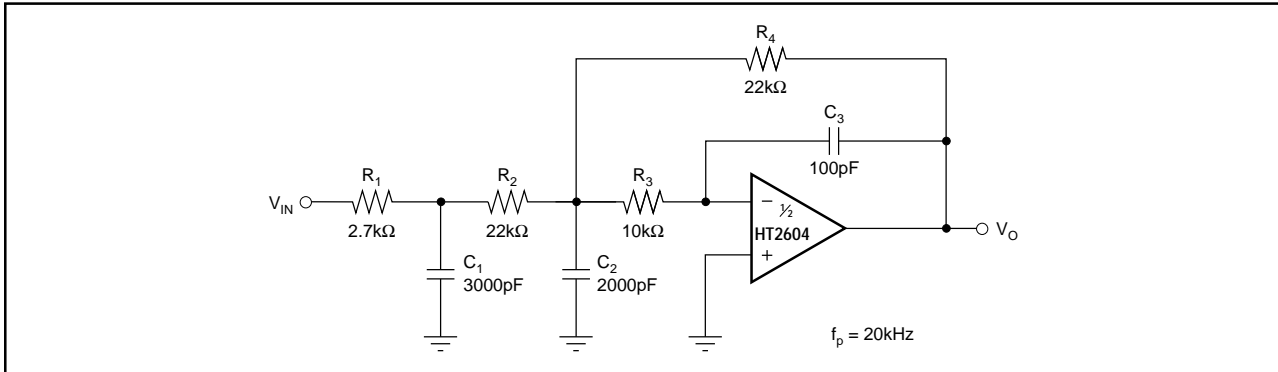 R4
22kΩ
C3
100pF
R1
R2
R3
VIN
2.7kΩ
22kΩ
10kΩ
− ½
HT2604
+
VO
C1
3000pF
C2
2000pF
fp = 20kHz